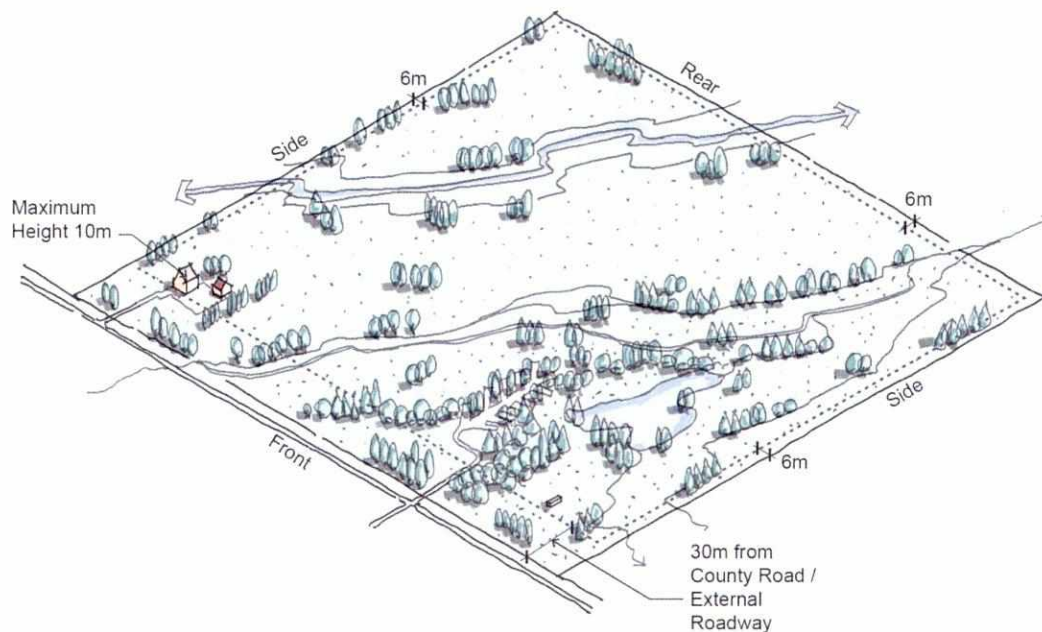 6m
Rear
Side
Maximum
Height 10m
6m
Side
Front
6m
30m from
County Road /
External
Roadway